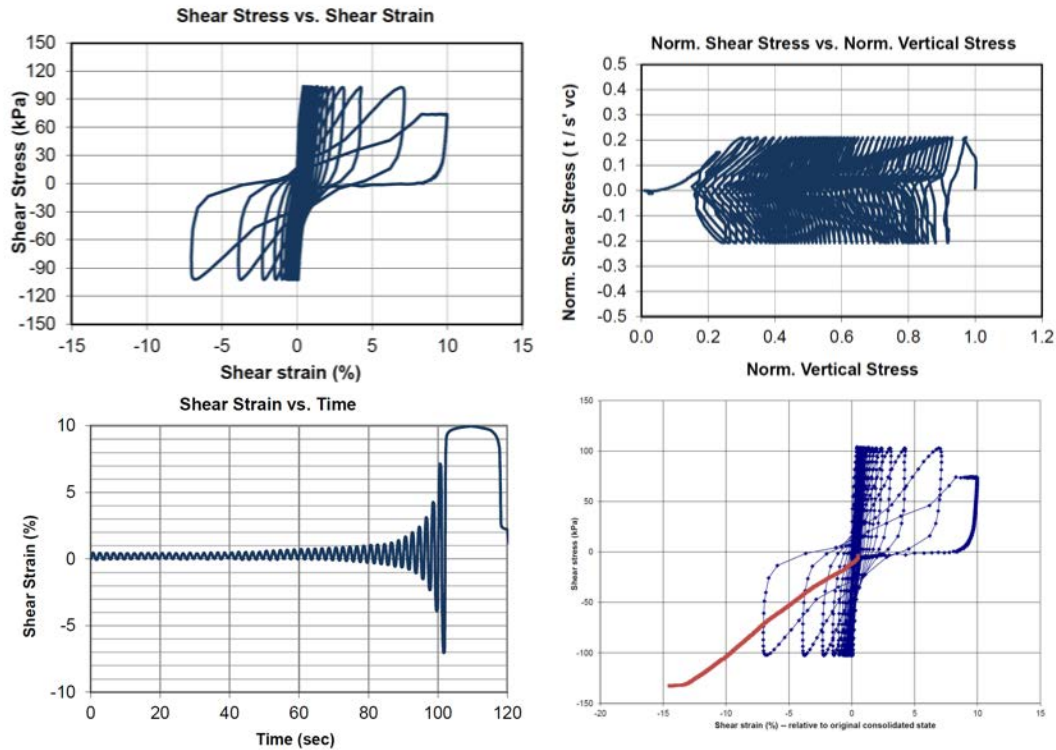 Shear Stress vs. Shear Strain
150
120
90
60
30
0
-30
-60
-90
-120
-150
Shear Stress (kPa)
-15 -10 -5 0 5 10 15
Shear strain (%)
Norm. Shear Stress vs. Norm. Vertical Stress
0.5
0.4
0.3
0.2
0.1
0.0
-0.1
-0.2
-0.3
-0.4
-0.5
Norm. Shear Stress ( t / s' vc)
0.0 0.2 0.4 0.6 0.8 1.0 1.2
Norm. Vertical Stress
Shear Strain vs. Time
10
5
0
-5
-10
Shear Strain (%)
0 20 40 60 80 100 120
Time (sec)
150
100
50
0
-50
-100
-150
Shear stress (kPa)
-20 -15 -10 -5 0 5 10 15
Shear strain (%) -- relative to original consolidated state